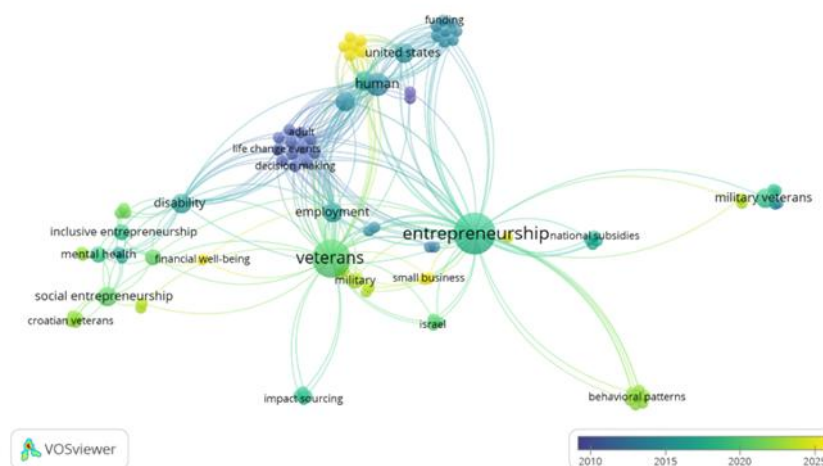 funding
united states
human
adult
life change events
decision making
disability
military veterans
employment
inclusive entrepreneurship
entrepreneurship
national subsidies
mental health
financial well-being
veterans
military
small business
social entrepreneurship
croatian veterans
israel
impact sourcing
behavioral patterns
VOSviewer
2010 2015 2020 2025